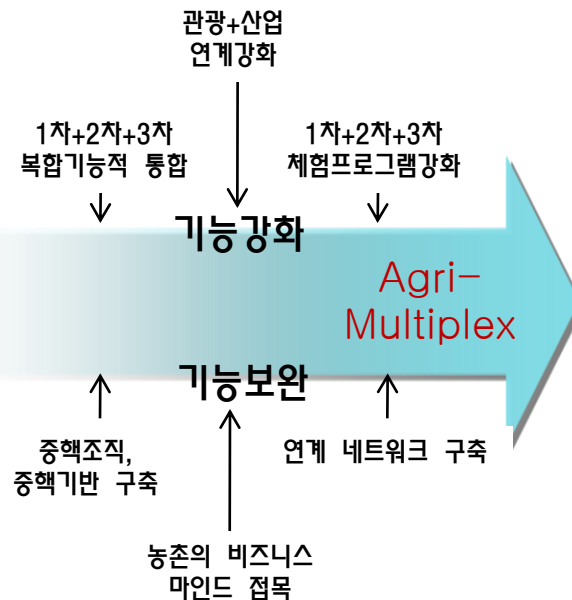 관광+산업
연계강화
1차+2차+3차
복합기능적 통합
1차+2차+3차
체험프로그램강화
기능강화
Agri-
Multiplex
기능보완
중핵조직,
중핵기반 구축
연계 네트워크 구축
농촌의 비즈니스
마인드 접목